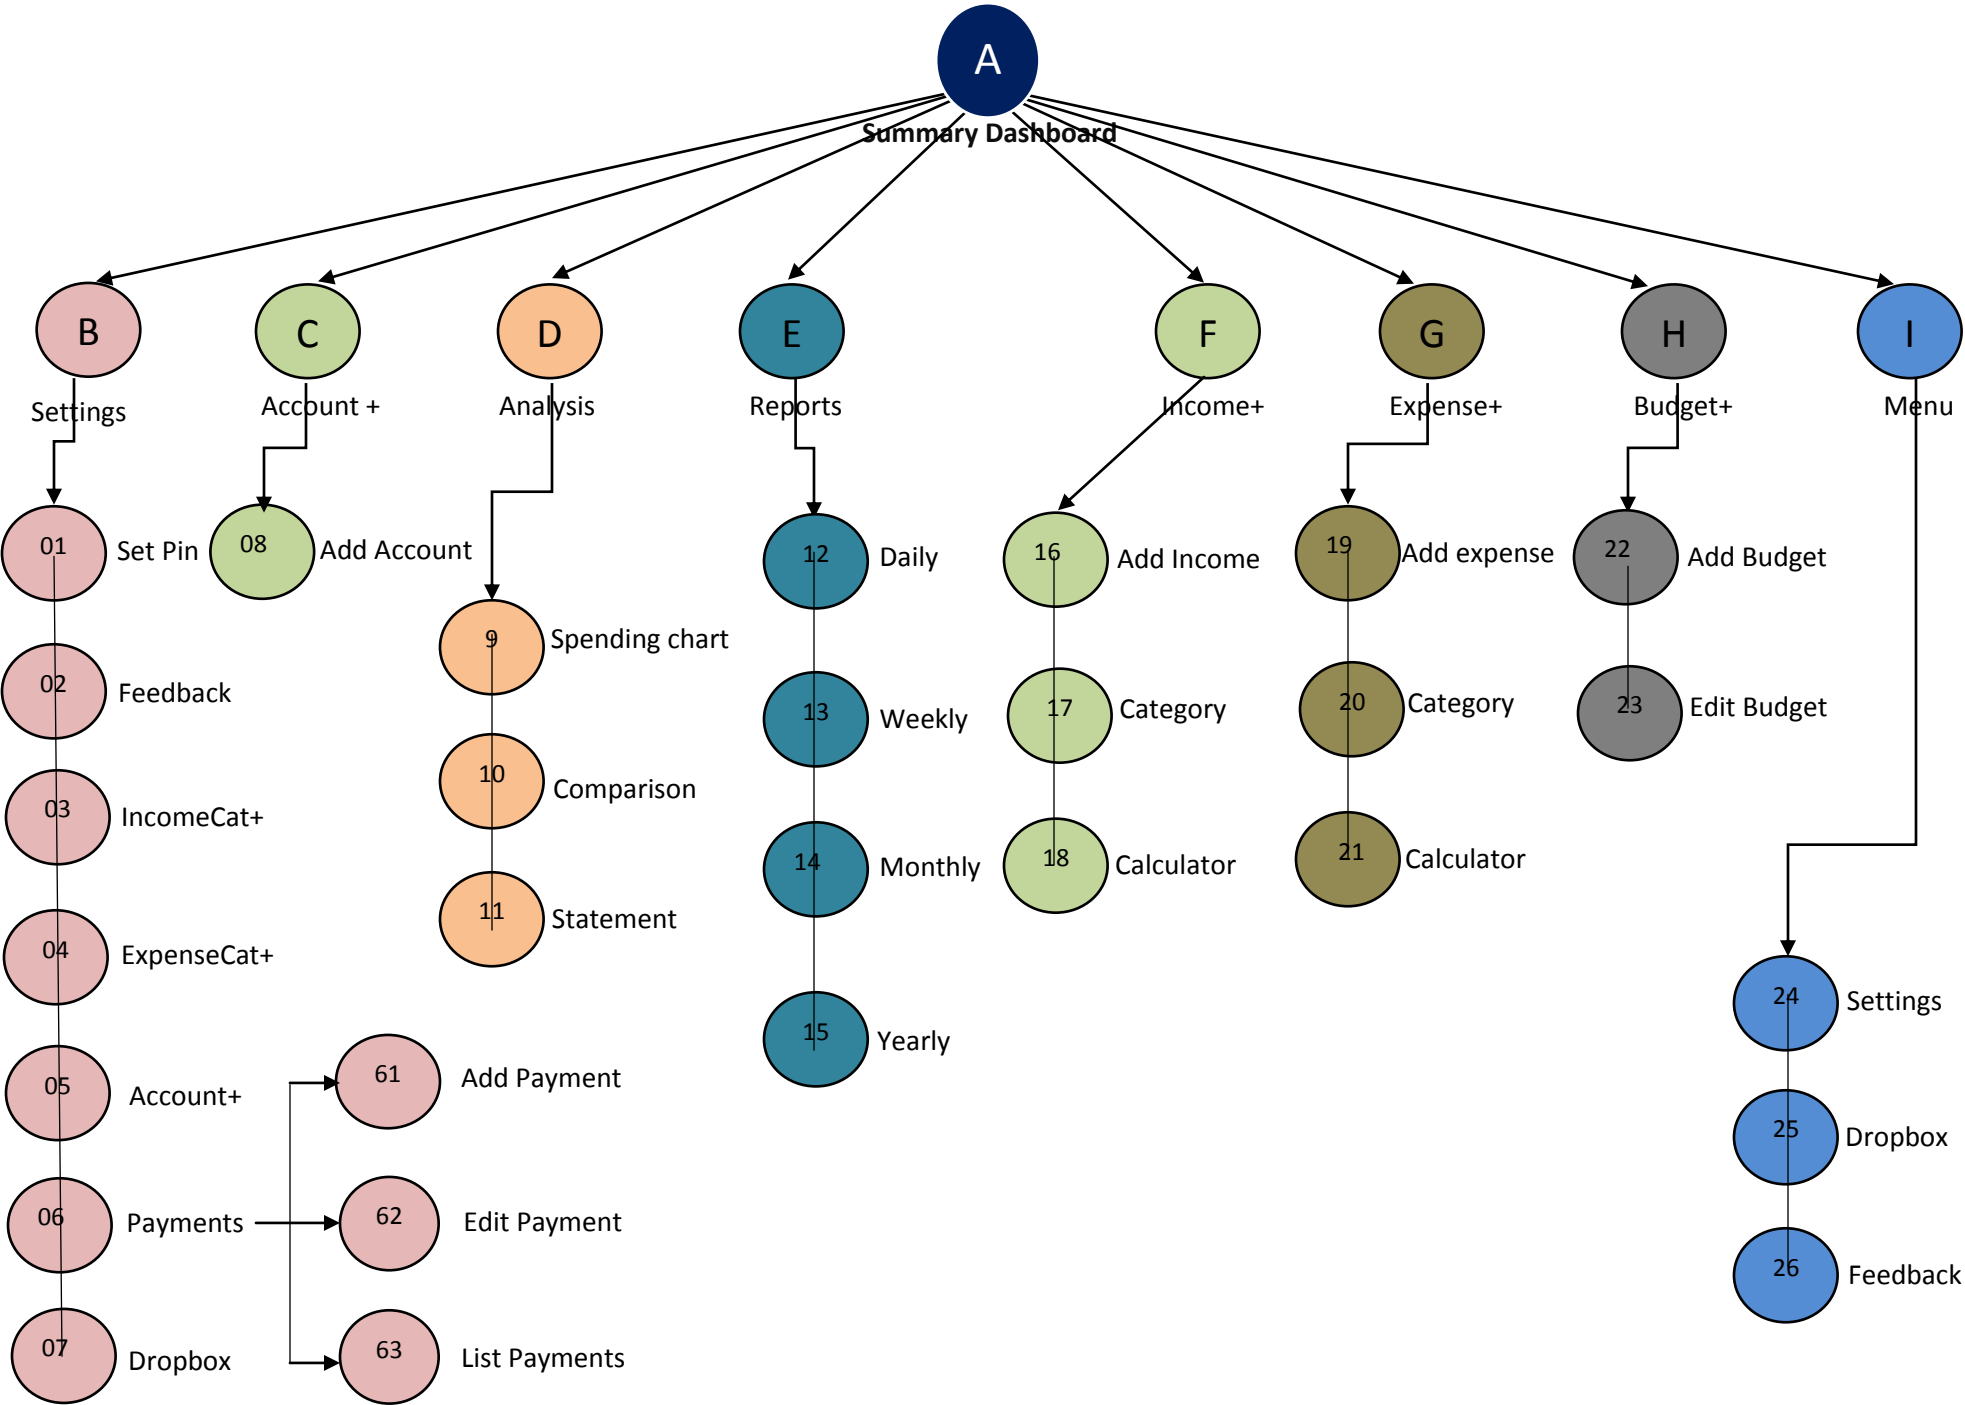 A
Summary Dashboard
B
C
D
E
F
G
H
I
Settings
Account +
Analysis
Reports
Income+
Expense+
Budget+
Menu
01
Set Pin
02
Feedback
03
IncomeCat+
04
ExpenseCat+
05
Account+
06
Payments
07
Dropbox
61
Add Payment
62
Edit Payment
63
List Payments
08
Add Account
9
Spending chart
10
Comparison
11
Statement
12
Daily
13
Weekly
14
Monthly
15
Yearly
16
Add Income
17
Category
18
Calculator
19
Add expense
20
Category
21
Calculator
22
Add Budget
23
Edit Budget
24
Settings
25
Dropbox
26
Feedback